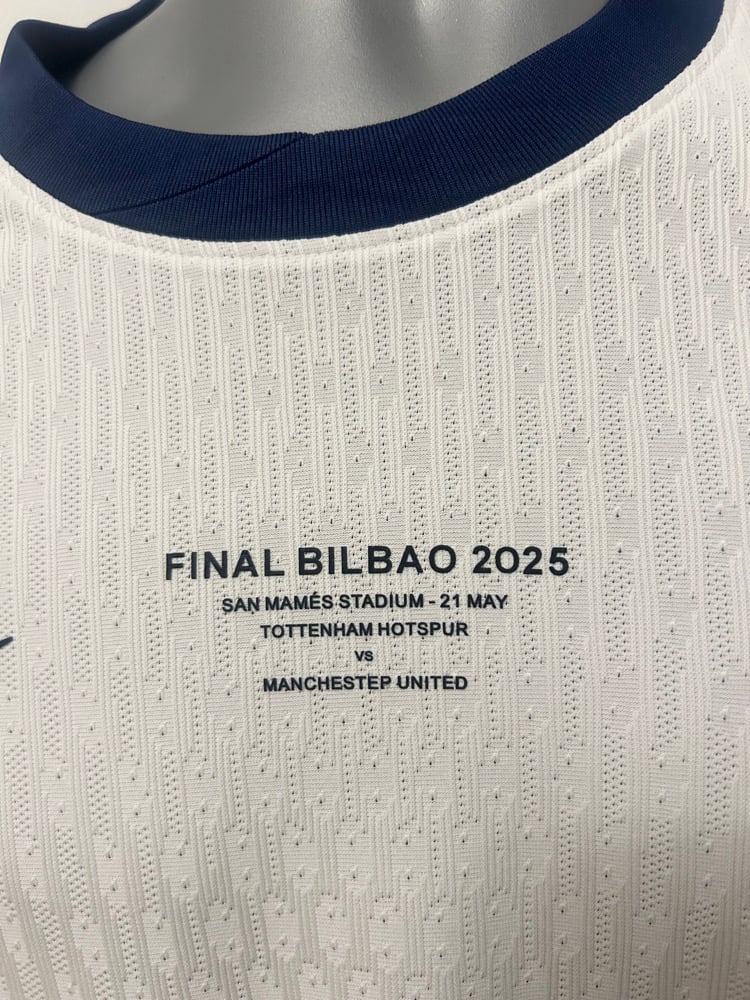 FINAL BILBAO 2025
SAN MAMÉS STADIUM - 21 MAY
TOTTENHAM HOTSPUR
VS
MANCHESTEP UNITED